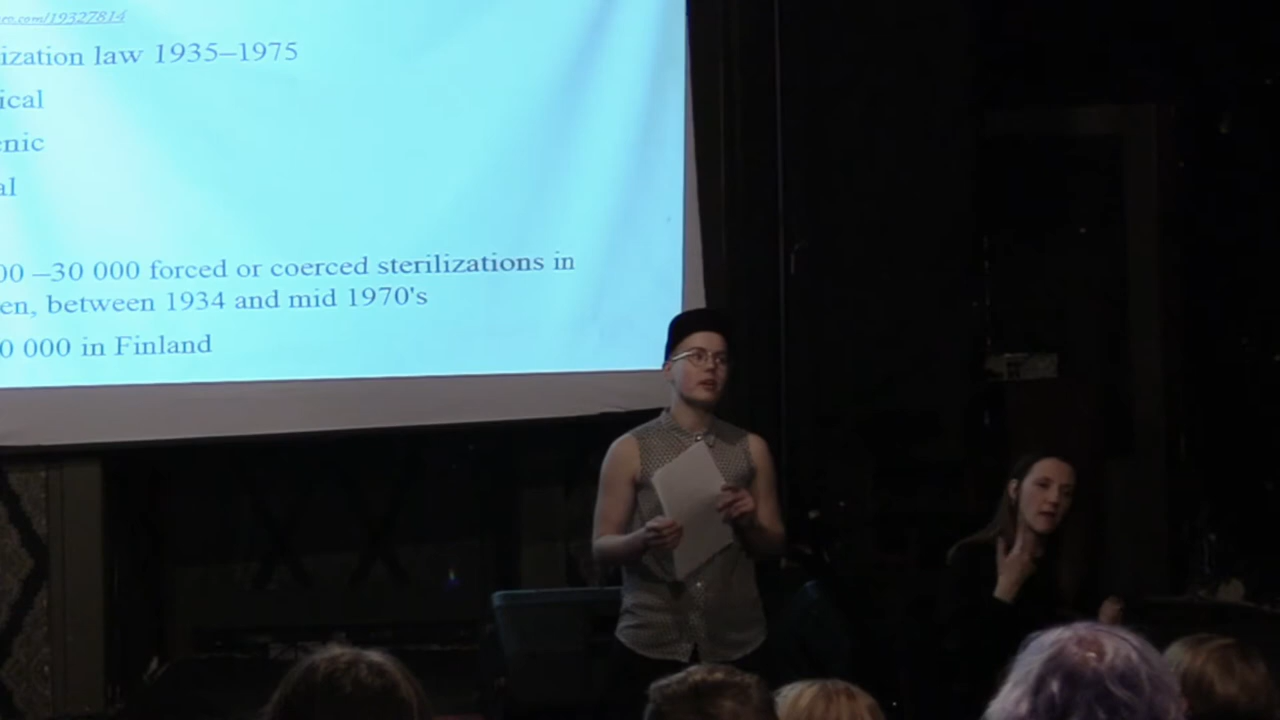 eo.com/19327814
ization law 1935–1975
ical
enic
al
00 –30 000 forced or coerced sterilizations in
en, between 1934 and mid 1970's
0 000 in Finland